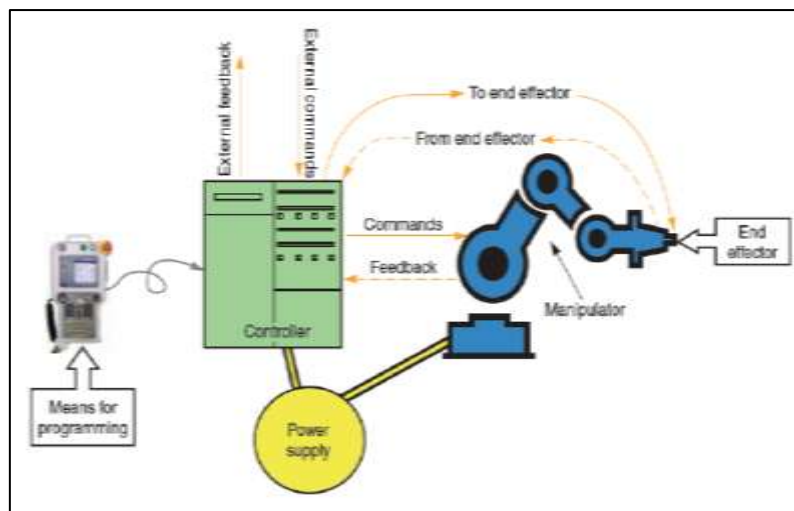 External feedback
External commands
To end effector
From end effector
Commands
Feedback
End
effector
Manipulator
Controller
Means for
programming
Power
supply